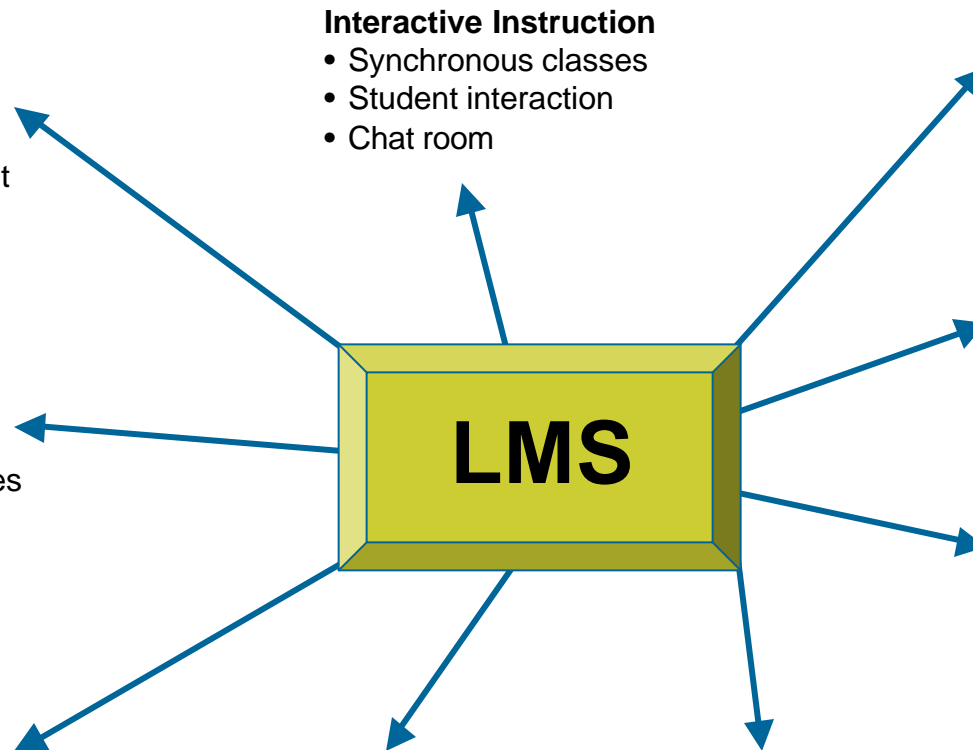 Interactive Instruction
• Synchronous classes
• Student interaction
• Chat room
LMS